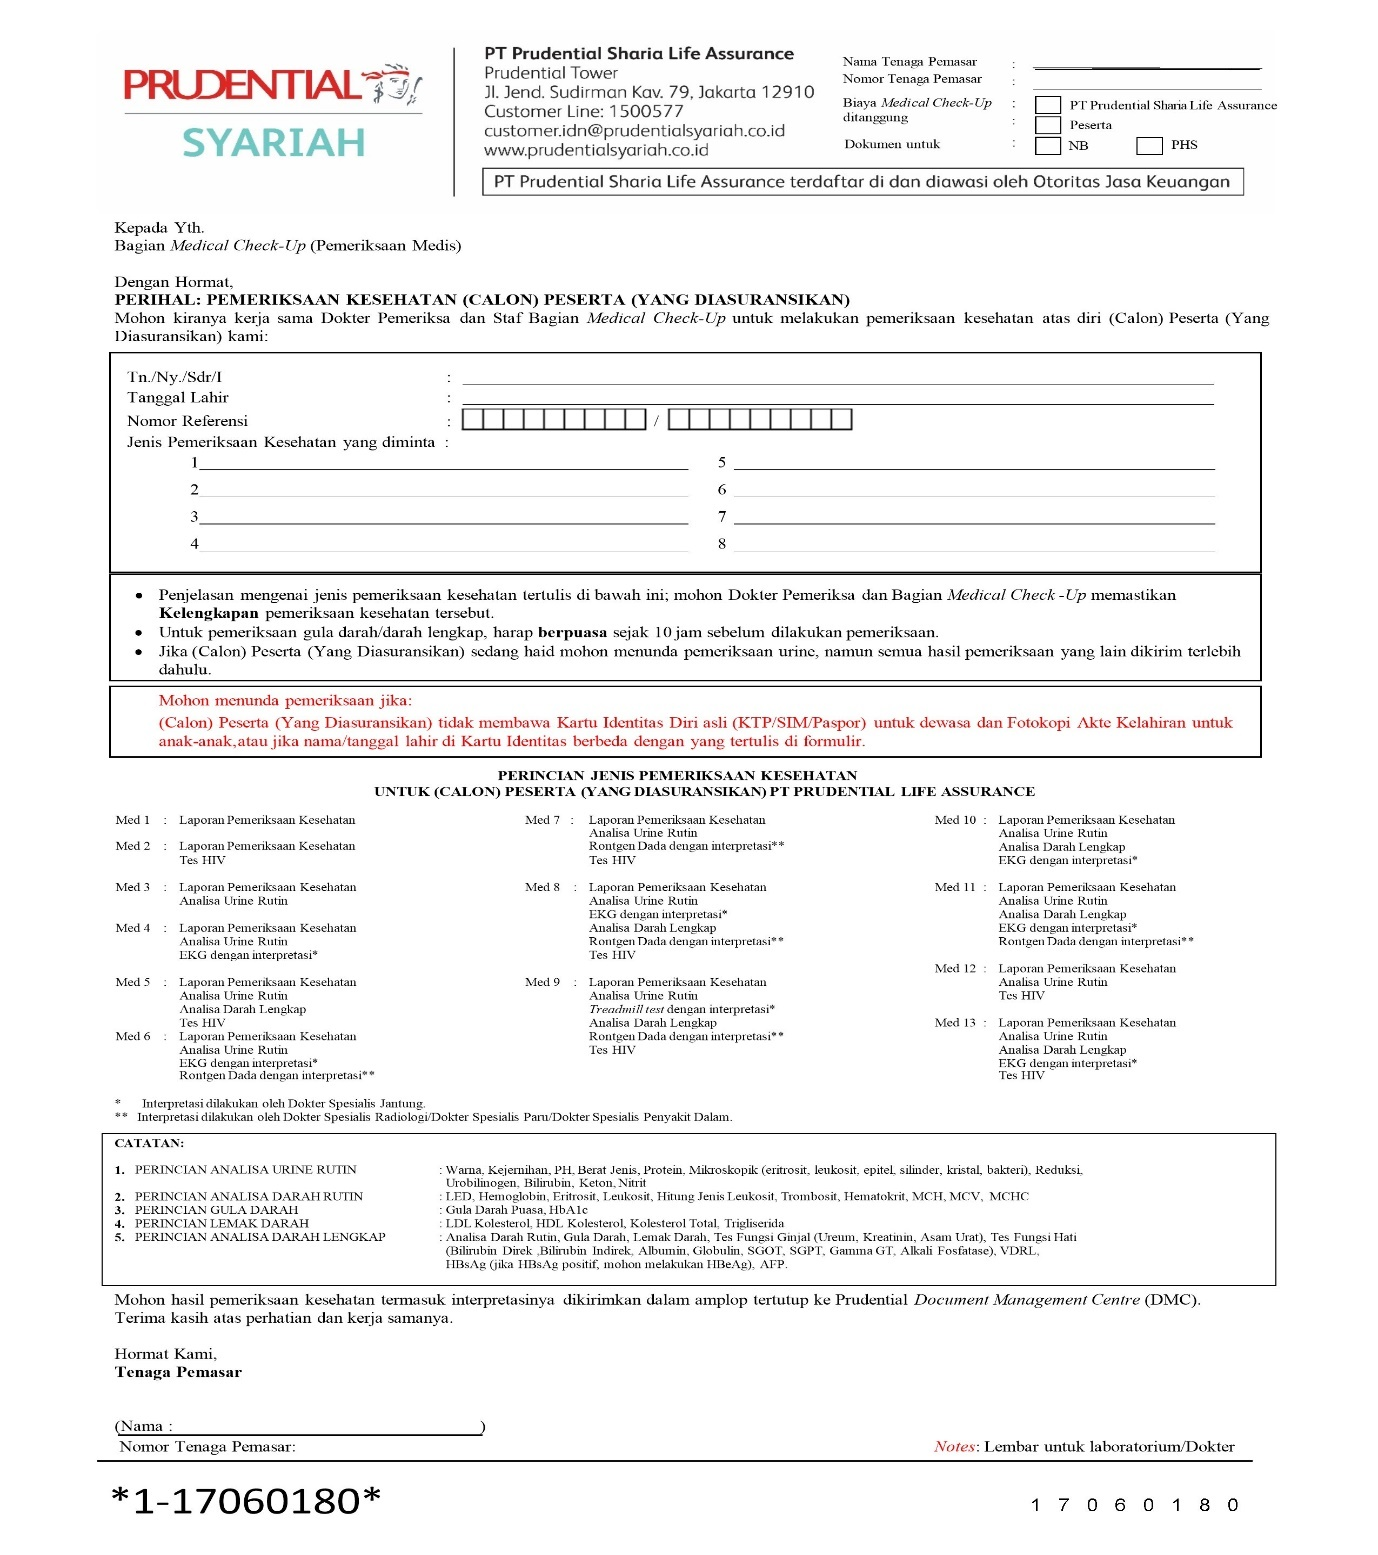 PRUDENTIAL
SYARIAH
PT Prudential Sharia Life Assurance
Prudential Tower
Jl. Jend. Sudirman Kav. 79, Jakarta 12910
Customer Line: 1500577
customer.idn@prudentialsyariah.co.id
www.prudentialsyariah.co.id
Nama Tenaga Pemasar :
Nomor Tenaga Pemasar :
Biaya Medical Check-Up : PT Prudential Sharia Life Assurance
ditanggung : Peserta
Dokumen untuk : NB PHS
PT Prudential Sharia Life Assurance terdaftar di dan diawasi oleh Otoritas Jasa Keuangan
Kepada Yth.
Bagian Medical Check-Up (Pemeriksaan Medis)
Dengan Hormat,
PERIHAL: PEMERIKSAAN KESEHATAN (CALON) PESERTA (YANG DIASURANSIKAN)
Mohon kiranya kerja sama Dokter Pemeriksa dan Staf Bagian Medical Check-Up untuk melakukan pemeriksaan kesehatan atas diri (Calon) Peserta (Yang
Diasuransikan) kami:
Tn./Ny./Sdr/I :
Tanggal Lahir :
Nomor Referensi : /
Jenis Pemeriksaan Kesehatan yang diminta :
1 5
2 6
3 7
4 8
• Penjelasan mengenai jenis pemeriksaan kesehatan tertulis di bawah ini; mohon Dokter Pemeriksa dan Bagian Medical Check -Up memastikan
Kelengkapan pemeriksaan kesehatan tersebut.
• Untuk pemeriksaan gula darah/darah lengkap, harap berpuasa sejak 10 jam sebelum dilakukan pemeriksaan.
• Jika (Calon) Peserta (Yang Diasuransikan) sedang haid mohon menunda pemeriksaan urine, namun semua hasil pemeriksaan yang lain dikirim terlebih
dahulu.
Mohon menunda pemeriksaan jika:
(Calon) Peserta (Yang Diasuransikan) tidak membawa Kartu Identitas Diri asli (KTP/SIM/Paspor) untuk dewasa dan Fotokopi Akte Kelahiran untuk
anak-anak,atau jika nama/tanggal lahir di Kartu Identitas berbeda dengan yang tertulis di formulir.
PERINCIAN JENIS PEMERIKSAAN KESEHATAN
UNTUK (CALON) PESERTA (YANG DIASURANSIKAN) PT PRUDENTIAL LIFE ASSURANCE
Med 1 : Laporan Pemeriksaan Kesehatan
Med 2 : Laporan Pemeriksaan Kesehatan
Tes HIV
Med 3 : Laporan Pemeriksaan Kesehatan
Analisa Urine Rutin
Med 4 : Laporan Pemeriksaan Kesehatan
Analisa Urine Rutin
EKG dengan interpretasi*
Med 5 : Laporan Pemeriksaan Kesehatan
Analisa Urine Rutin
Analisa Darah Lengkap
Tes HIV
Med 6 : Laporan Pemeriksaan Kesehatan
Analisa Urine Rutin
EKG dengan interpretasi*
Rontgen Dada dengan interpretasi**
Med 7 : Laporan Pemeriksaan Kesehatan
Analisa Urine Rutin
Rontgen Dada dengan interpretasi**
Tes HIV
Med 8 : Laporan Pemeriksaan Kesehatan
Analisa Urine Rutin
EKG dengan interpretasi*
Analisa Darah Lengkap
Rontgen Dada dengan interpretasi**
Tes HIV
Med 9 : Laporan Pemeriksaan Kesehatan
Analisa Urine Rutin
Treadmill test dengan interpretasi*
Analisa Darah Lengkap
Rontgen Dada dengan interpretasi**
Tes HIV
Med 10 : Laporan Pemeriksaan Kesehatan
Analisa Urine Rutin
Analisa Darah Lengkap
EKG dengan interpretasi*
Med 11 : Laporan Pemeriksaan Kesehatan
Analisa Urine Rutin
Analisa Darah Lengkap
EKG dengan interpretasi*
Rontgen Dada dengan interpretasi**
Med 12 : Laporan Pemeriksaan Kesehatan
Analisa Urine Rutin
Tes HIV
Med 13 : Laporan Pemeriksaan Kesehatan
Analisa Urine Rutin
Analisa Darah Lengkap
EKG dengan interpretasi*
Tes HIV
* Interpretasi dilakukan oleh Dokter Spesialis Jantung.
** Interpretasi dilakukan oleh Dokter Spesialis Radiologi/Dokter Spesialis Paru/Dokter Spesialis Penyakit Dalam.
CATATAN:
1. PERINCIAN ANALISA URINE RUTIN : Warna, Kejernihan, PH, Berat Jenis, Protein, Mikroskopik (eritrosit, leukosit, epitel, silinder, kristal, bakteri), Reduksi,
Urobilinogen, Bilirubin, Keton, Nitrit
2. PERINCIAN ANALISA DARAH RUTIN : LED, Hemoglobin, Eritrosit, Leukosit, Hitung Jenis Leukosit, Trombosit, Hematokrit, MCH, MCV, MCHC
3. PERINCIAN GULA DARAH : Gula Darah Puasa, HbA1c
4. PERINCIAN LEMAK DARAH : LDL Kolesterol, HDL Kolesterol, Kolesterol Total, Trigliserida
5. PERINCIAN ANALISA DARAH LENGKAP : Analisa Darah Rutin, Gula Darah, Lemak Darah, Tes Fungsi Ginjal (Ureum, Kreatinin, Asam Urat), Tes Fungsi Hati
(Bilirubin Direk ,Bilirubin Indirek, Albumin, Globulin, SGOT, SGPT, Gamma GT, Alkali Fosfatase), VDRL,
HBsAg (jika HBsAg positif, mohon melakukan HBeAg), AFP.
Mohon hasil pemeriksaan kesehatan termasuk interpretasinya dikirimkan dalam amplop tertutup ke Prudential Document Management Centre (DMC).
Terima kasih atas perhatian dan kerja samanya.
Hormat Kami,
Tenaga Pemasar
(Nama : )
Nomor Tenaga Pemasar:
Notes: Lembar untuk laboratorium/Dokter
*1-17060180*
1 7 0 6 0 1 8 0